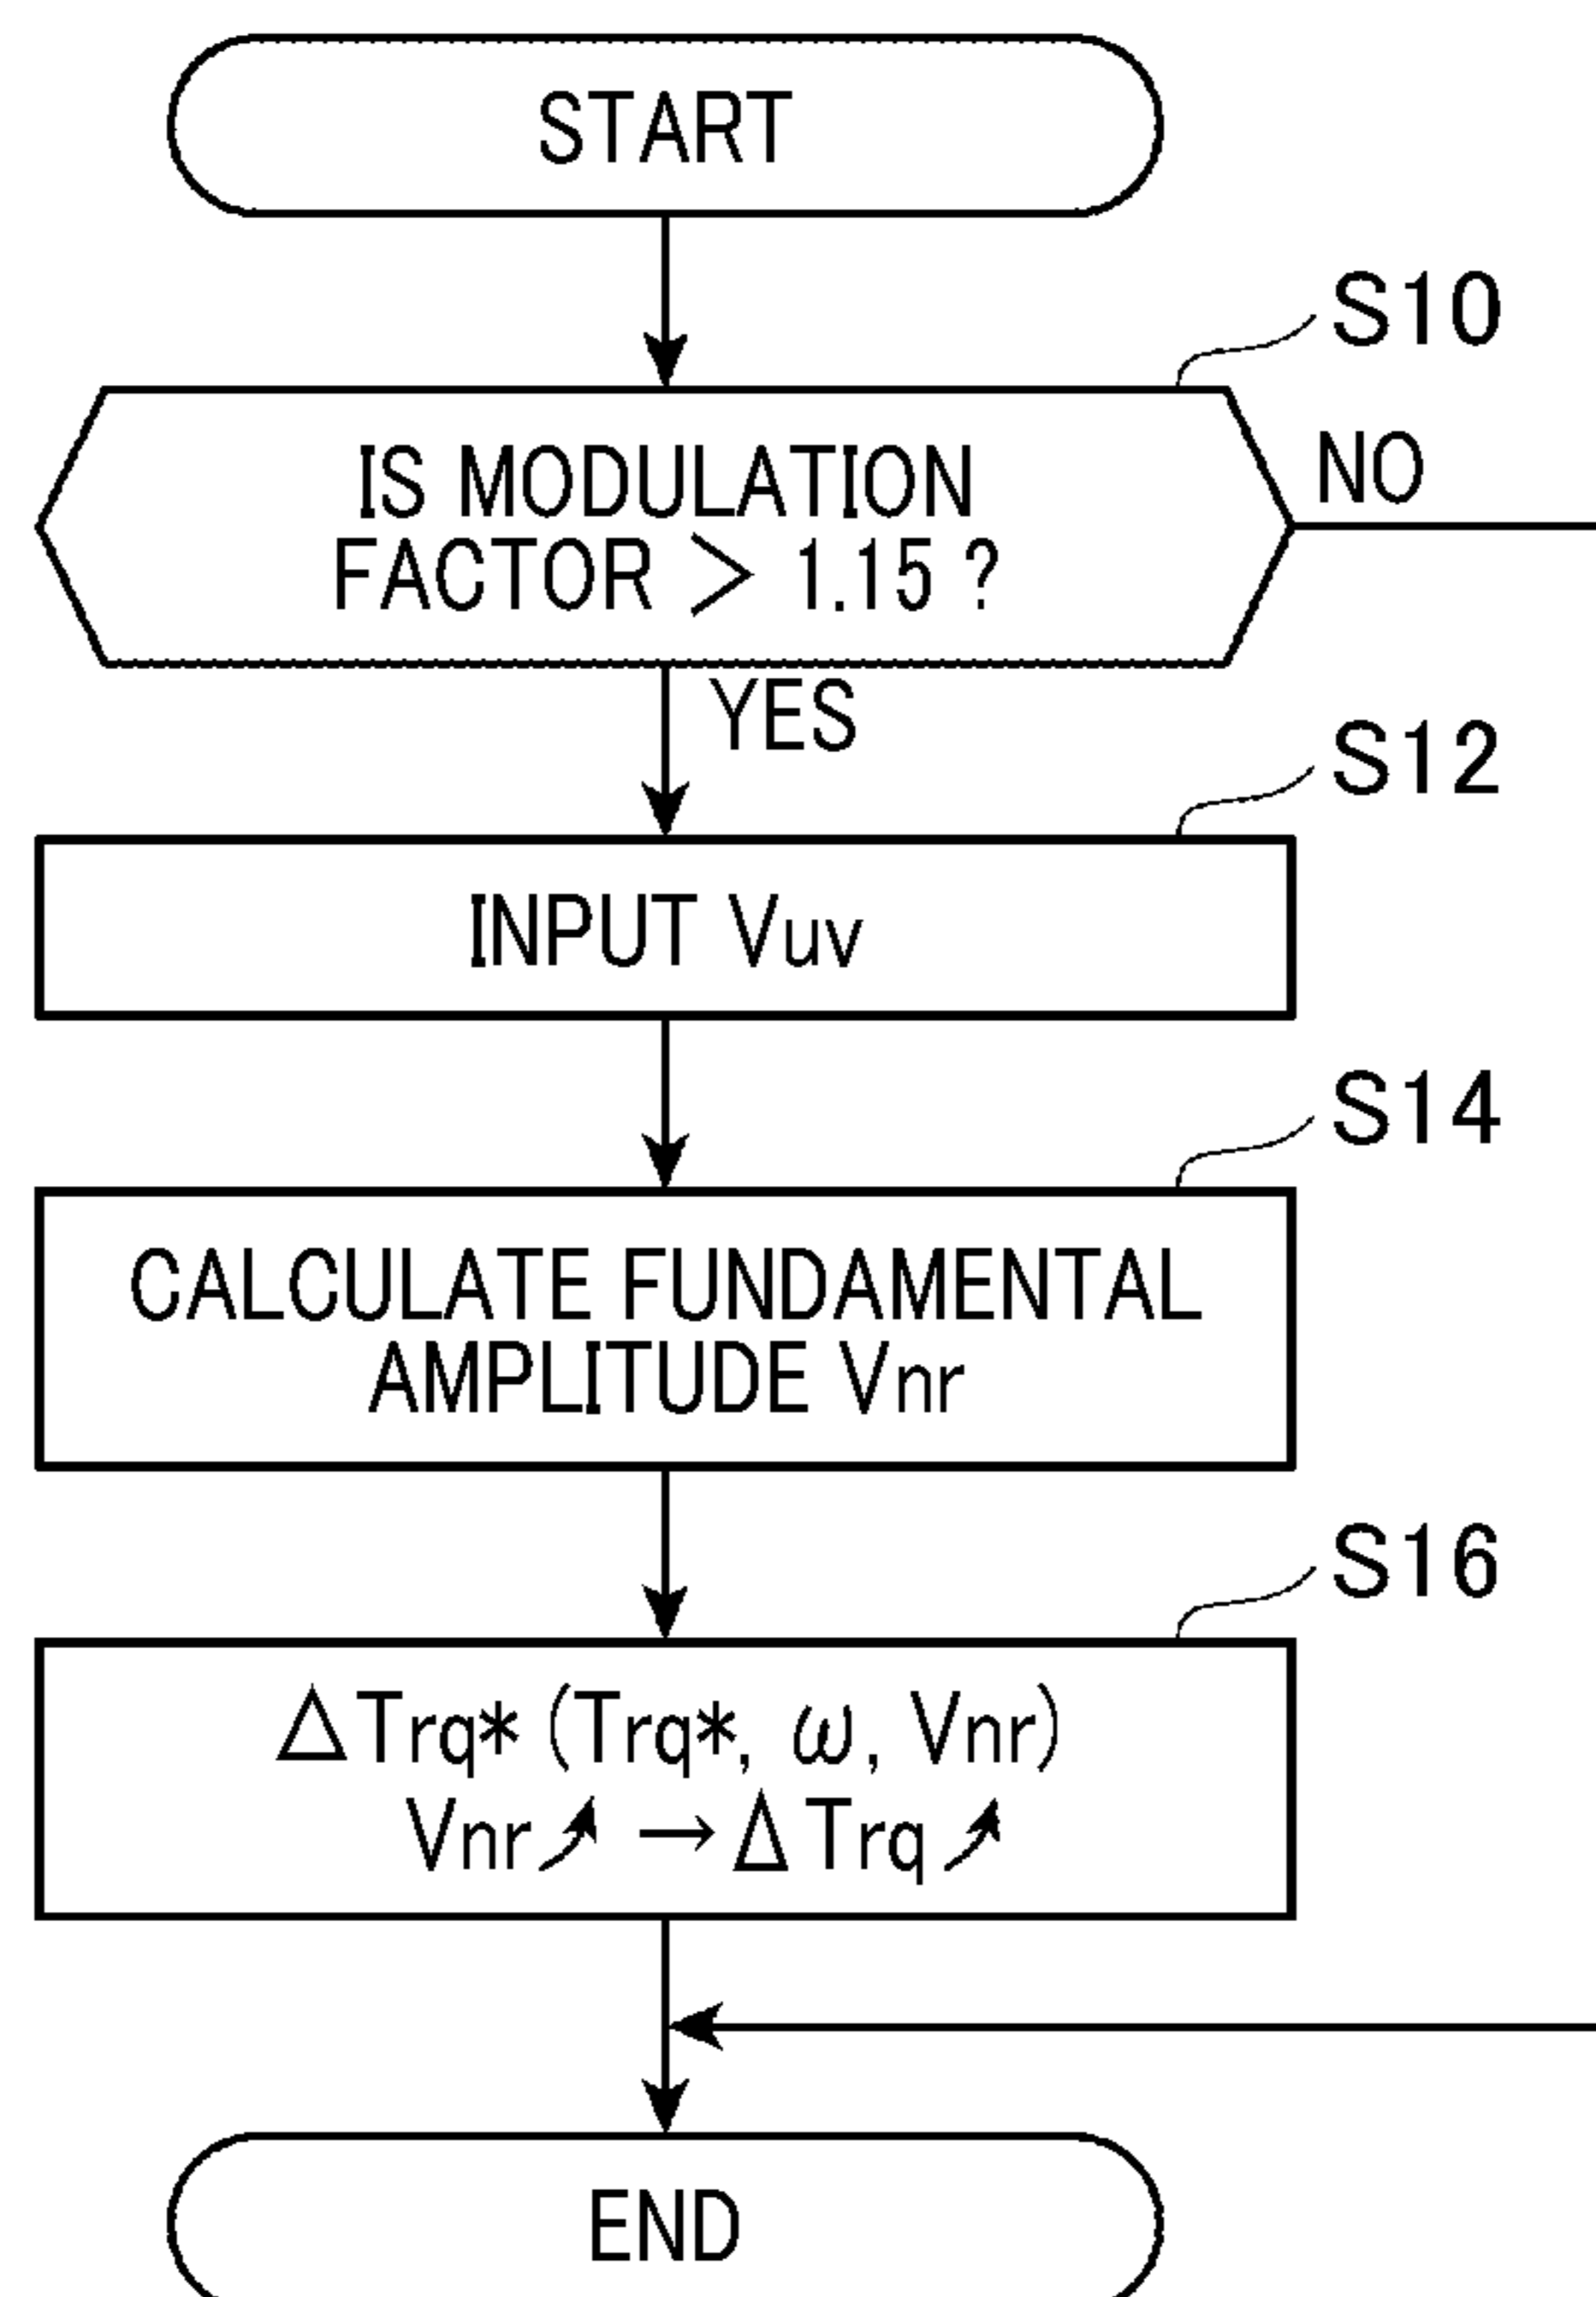 START
S10
IS MODULATION
FACTOR > 1.15 ?
NO
YES
S12
INPUT Vuv
S14
CALCULATE FUNDAMENTAL
AMPLITUDE Vnr
S16
ΔTrq* (Trq*, ω, Vnr)
Vnr↗ →ΔTrq↗
END